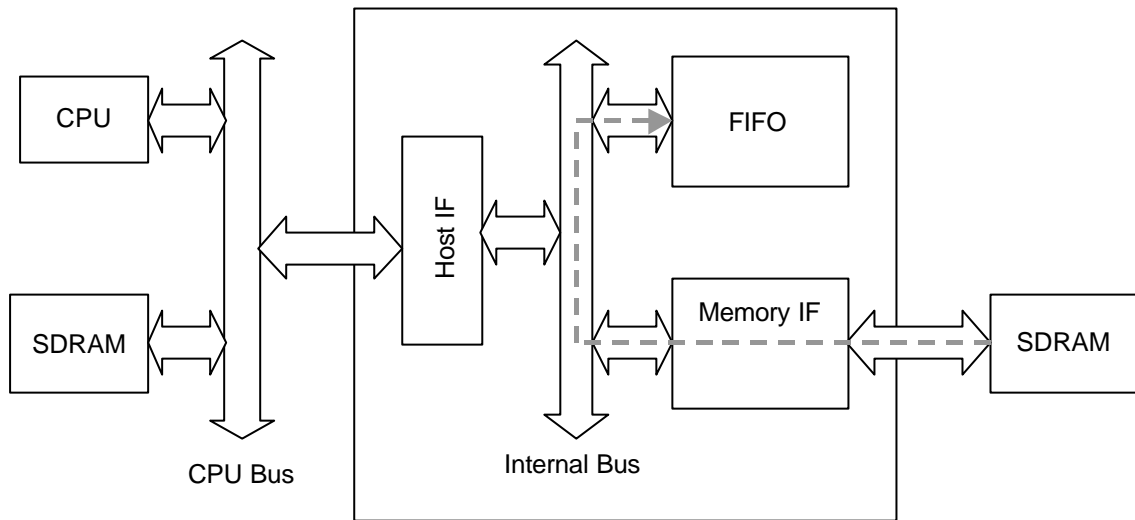 CPU
FIFO
Host IF
Memory IF
SDRAM
SDRAM
CPU Bus
Internal Bus